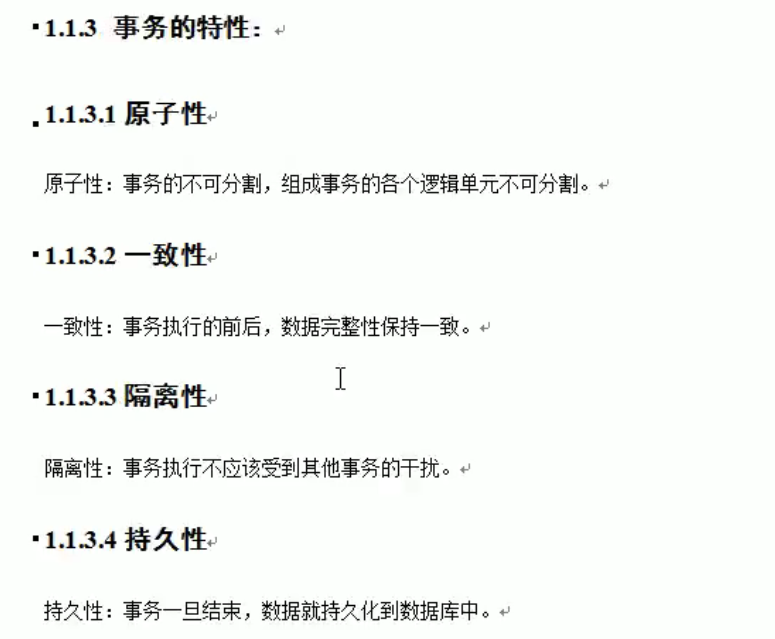 1.1.3 事务的特性：
1.1.3.1 原子性
原子性：事务的不可分割，组成事务的各个逻辑单元不可分割。
1.1.3.2 一致性
一致性：事务执行的前后，数据完整性保持一致。
1.1.3.3 隔离性
隔离性：事务执行不应该受到其他事务的干扰。
1.1.3.4 持久性
持久性：事务一旦结束，数据就持久化到数据库中。